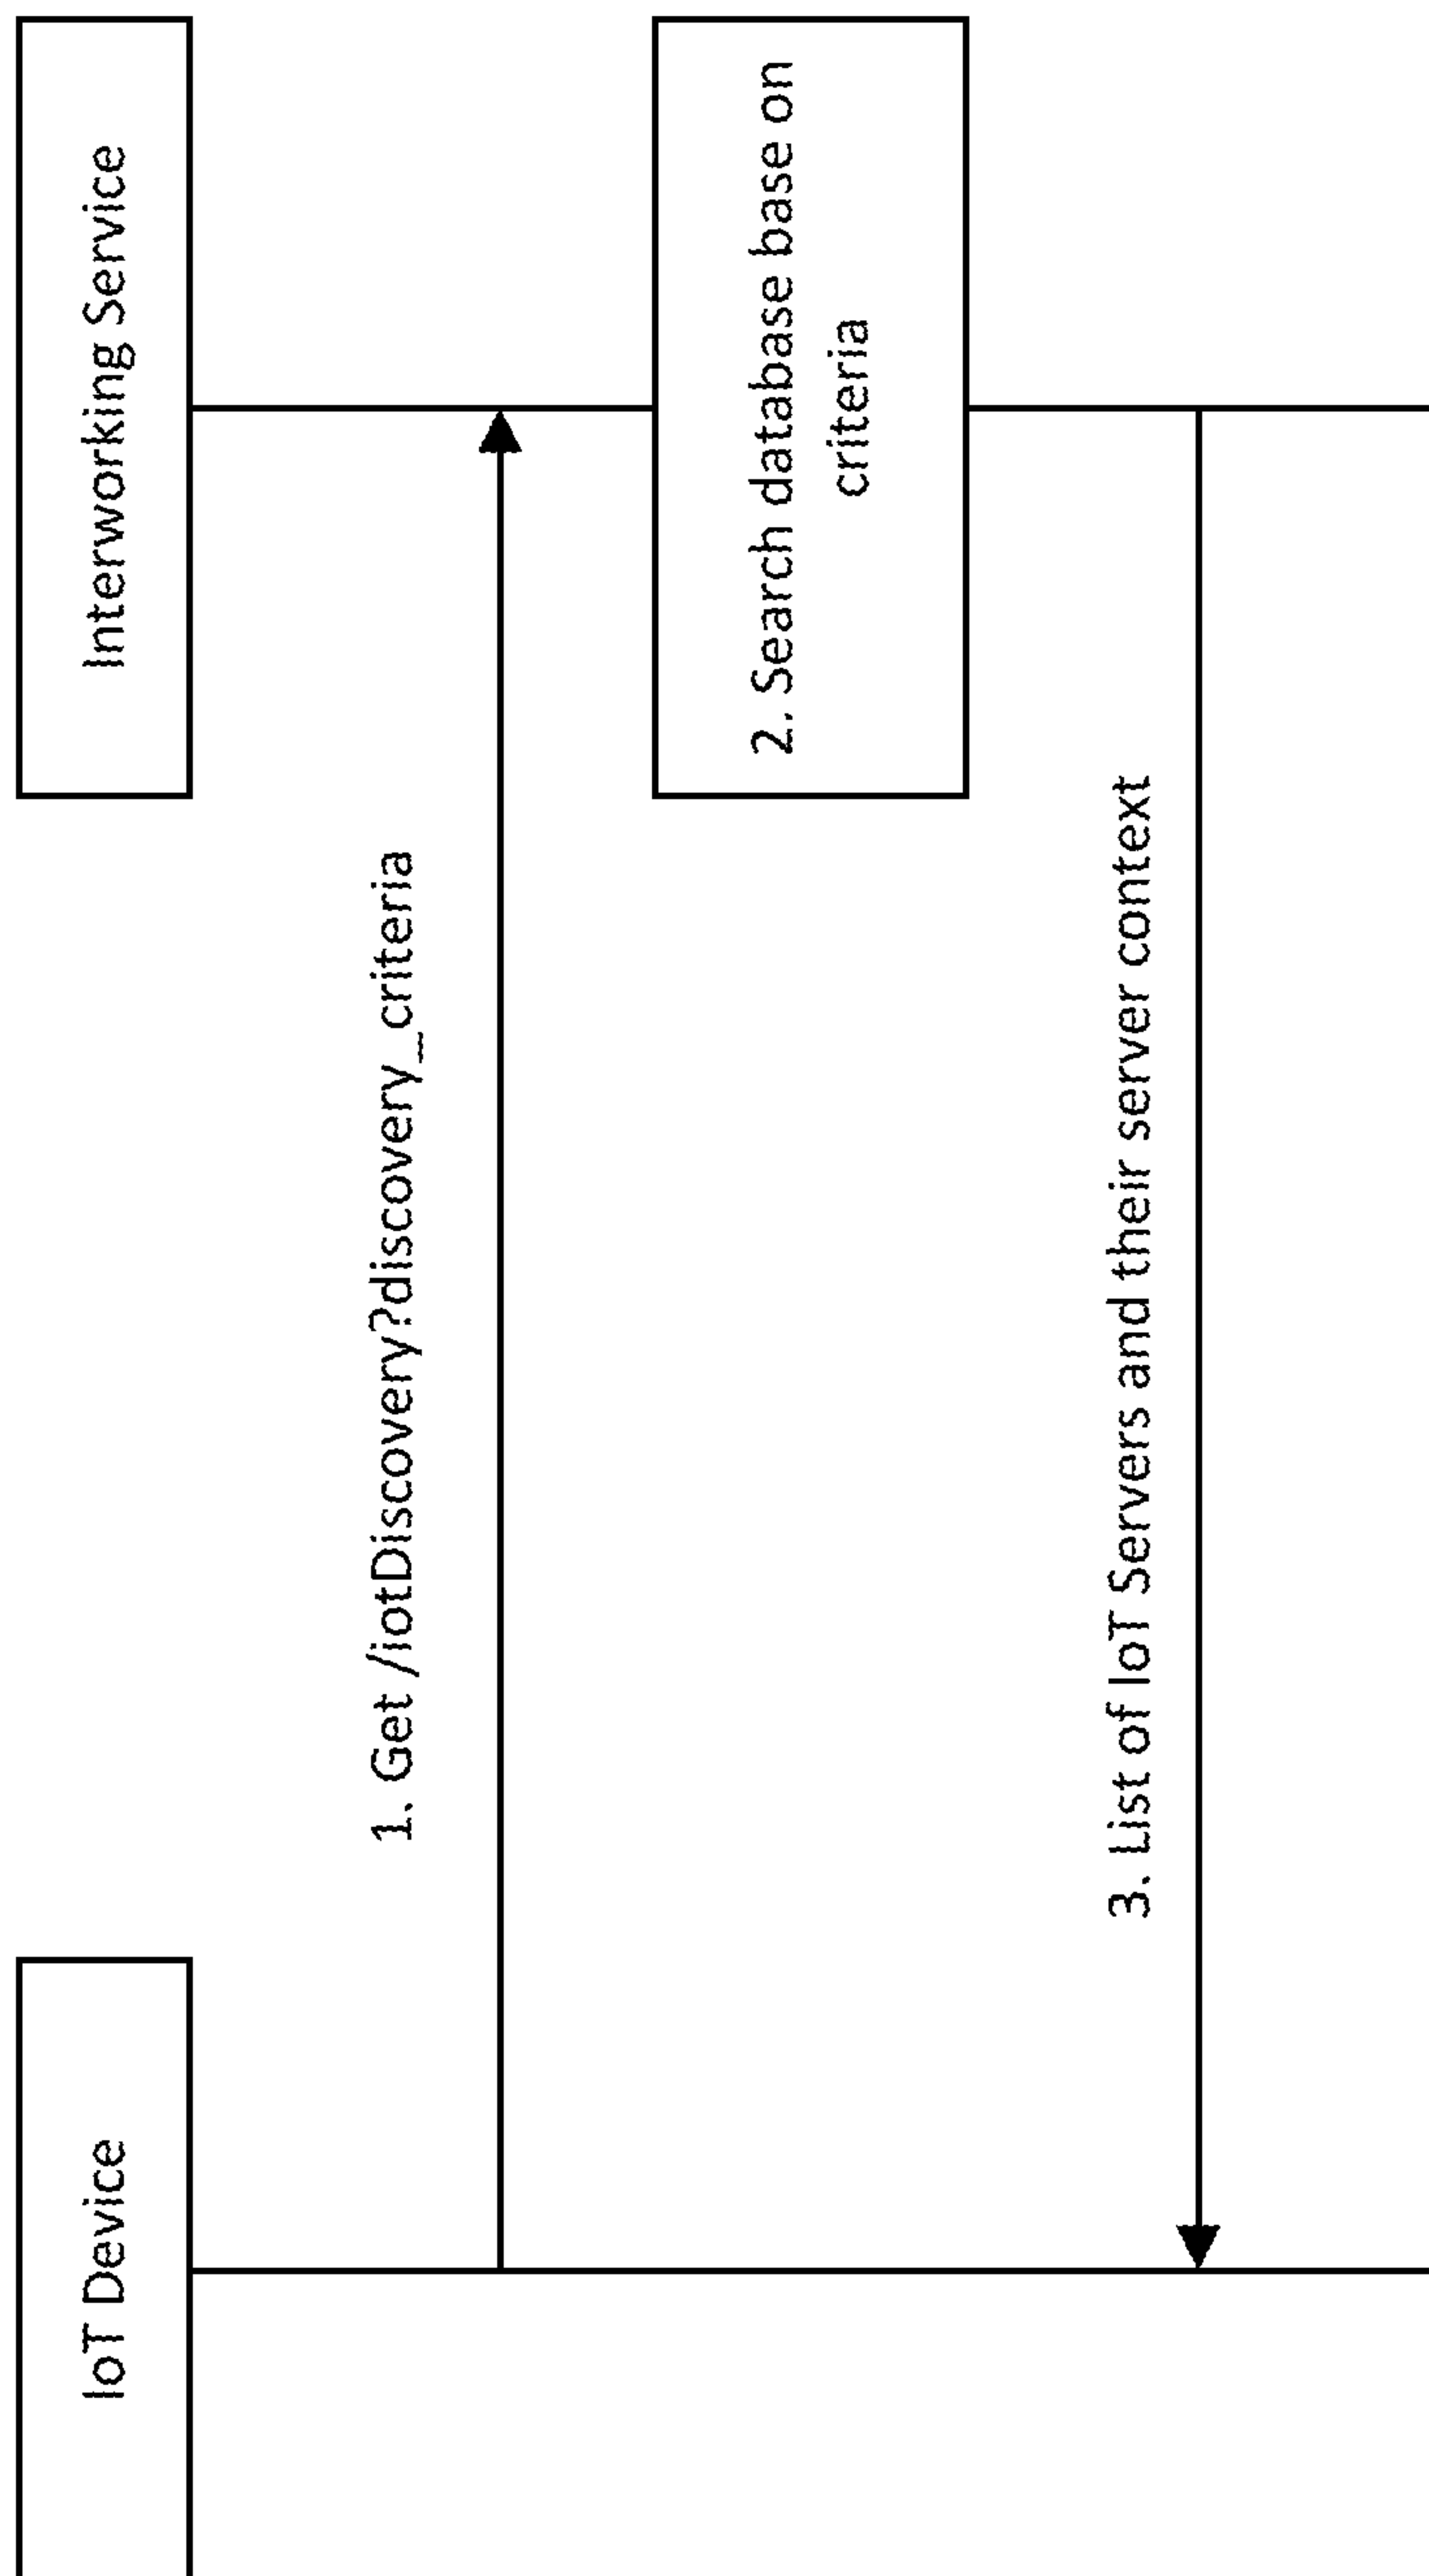 IoT Device
Interworking Service
1. Get /iotDiscovery?discovery_criteria
2. Search database base on
criteria
3. List of IoT Servers and their server context